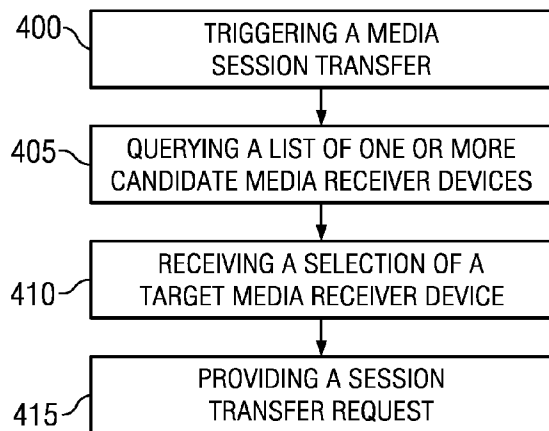 400
TRIGGERING A MEDIA
SESSION TRANSFER
405
QUERYING A LIST OF ONE OR MORE
CANDIDATE MEDIA RECEIVER DEVICES
410
RECEIVING A SELECTION OF A
TARGET MEDIA RECEIVER DEVICE
415
PROVIDING A SESSION
TRANSFER REQUEST